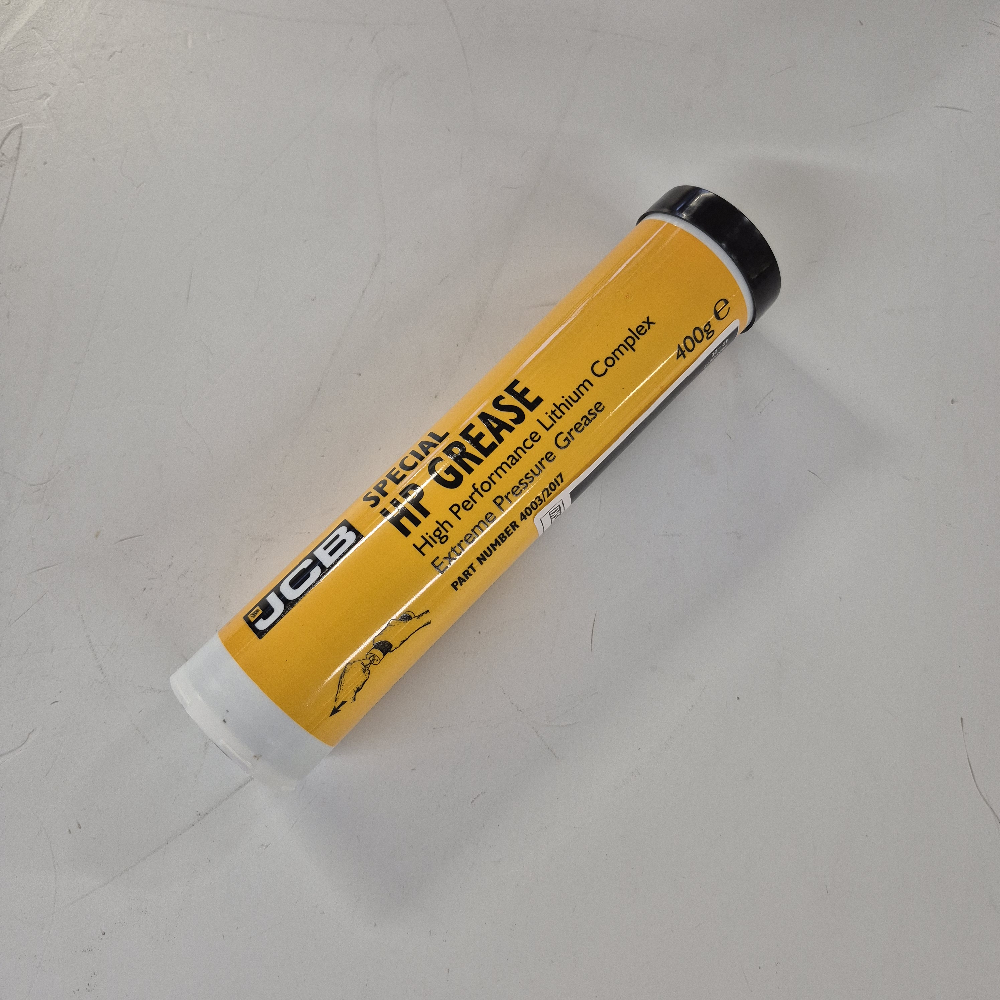 JCB
SPECIAL
HP GREASE
High Performance Lithium Complex
Extreme Pressure Grease
PART NUMBER 4003/2017
400g e